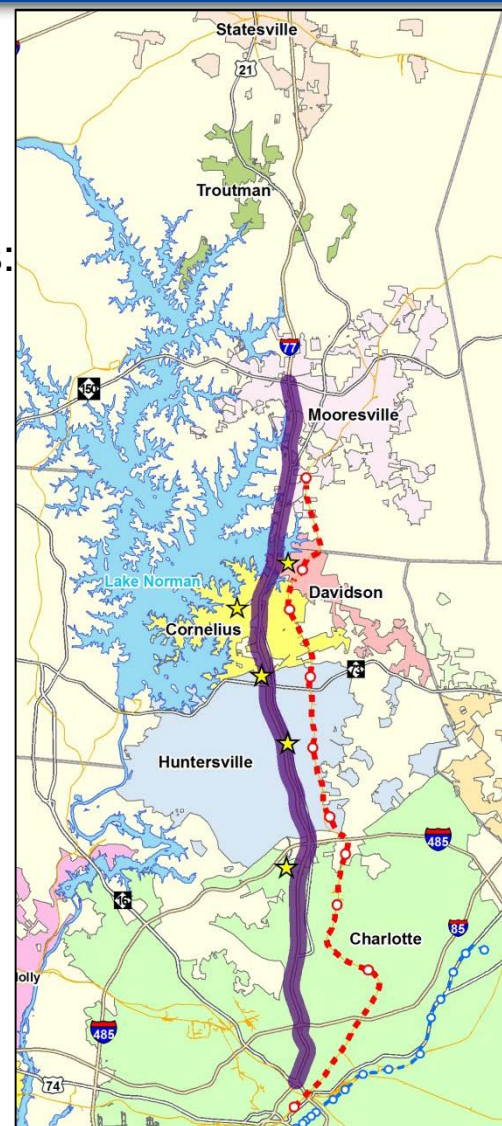 s:
Statesville
21
Troutman
77
150
Mooresville
Lake Norman
Davidson
Cornelius
73
Huntersville
485
16
85
Charlotte
olly
485
74